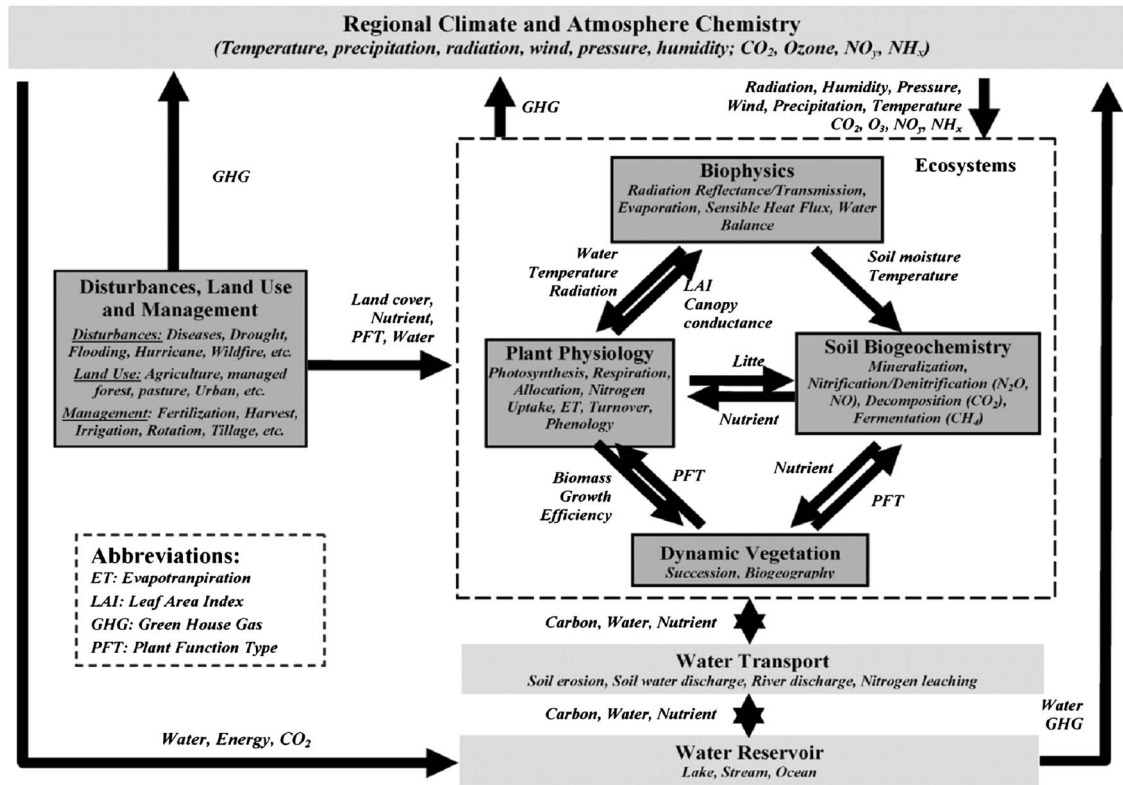 Regional Climate and Atmosphere Chemistry
(Temperature, precipitation, radiation, wind, pressure, humidity; CO₂, Ozone, NOy, NHx)
GHG
GHG
Radiation, Humidity, Pressure,
Wind, Precipitation, Temperature
CO₂, O₃, NOy, NHx
Ecosystems
Biophysics
Radiation Reflectance/Transmission,
Evaporation, Sensible Heat Flux, Water
Balance
Water
Temperature
Radiation
LAI
Canopy
conductance
Soil moisture
Temperature
Disturbances, Land Use
and Management
Disturbances: Diseases, Drought,
Flooding, Hurricane, Wildfire, etc.
Land Use: Agriculture, managed
forest, pasture, Urban, etc.
Management: Fertilization, Harvest,
Irrigation, Rotation, Tillage, etc.
Land cover,
Nutrient,
PFT, Water
Plant Physiology
Photosynthesis, Respiration,
Allocation, Nitrogen
Uptake, ET, Turnover,
Phenology
Litte
Nutrient
Soil Biogeochemistry
Mineralization,
Nitrification/Denitrification (N₂O,
NO), Decomposition (CO₂),
Fermentation (CH₄)
Biomass
Growth
Efficiency
PFT
Nutrient
PFT
Dynamic Vegetation
Succession, Biogeography
Abbreviations:
ET: Evapotranpiration
LAI: Leaf Area Index
GHG: Green House Gas
PFT: Plant Function Type
Carbon, Water, Nutrient
Water Transport
Soil erosion, Soil water discharge, River discharge, Nitrogen leaching
Carbon, Water, Nutrient
Water
GHG
Water, Energy, CO₂
Water Reservoir
Lake, Stream, Ocean